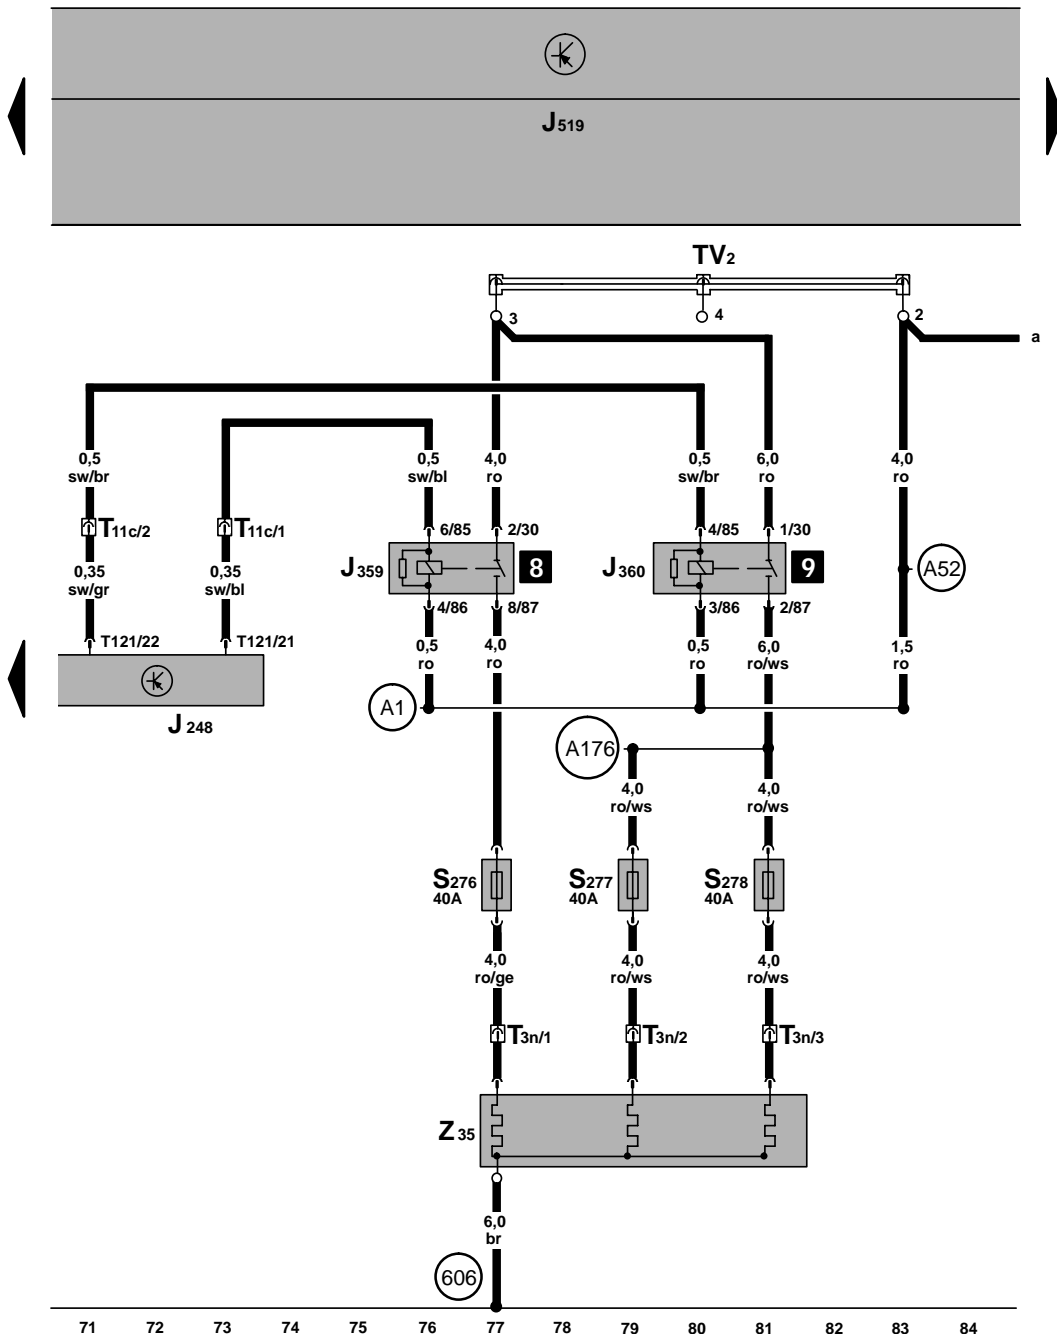 J519
TV2
3
4
2
a
0,5
sw/br
0,5
sw/bl
4,0
ro
0,5
sw/br
6,0
ro
4,0
ro
T11c/2
T11c/1
6/85
2/30
4/85
1/30
J359
8
J360
9
A52
0,35
sw/gr
0,35
sw/bl
4/86
8/87
3/86
2/87
T121/22
T121/21
0,5
ro
4,0
ro
0,5
ro
6,0
ro/ws
1,5
ro
J248
A1
A176
4,0
ro/ws
4,0
ro/ws
S276
40A
S277
40A
S278
40A
4,0
ro/ge
4,0
ro/ws
4,0
ro/ws
T3n/1
T3n/2
T3n/3
Z35
6,0
br
606
71 72 73 74 75 76 77 78 79 80 81 82 83 84